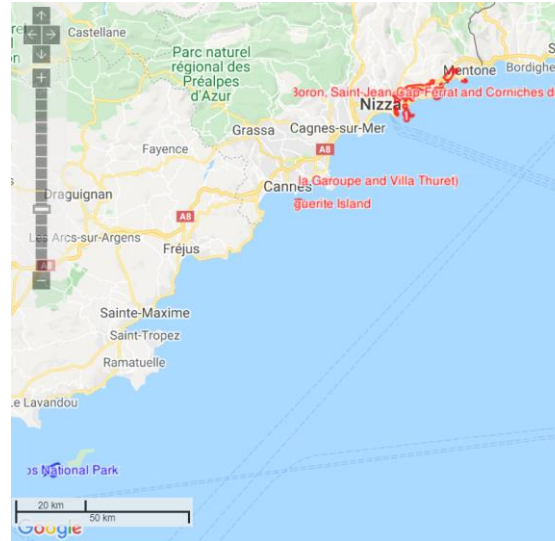 Castellane
Parc naturel
régional des
Préalpes
d'Azur
Mentone
Bordighe
Boron, Saint-Jean-Cap-Ferrat and Corniches de
Nizza
Grassa
Cagnes-sur-Mer
A8
Fayence
la Garoupe and Villa Thuret)
Cannes
Draguignan
guerite Island
A8
Les Arcs-sur-Argens
Fréjus
A8
Sainte-Maxime
Saint-Tropez
Ramatuelle
Le Lavandou
os National Park
20 km
50 km
Google